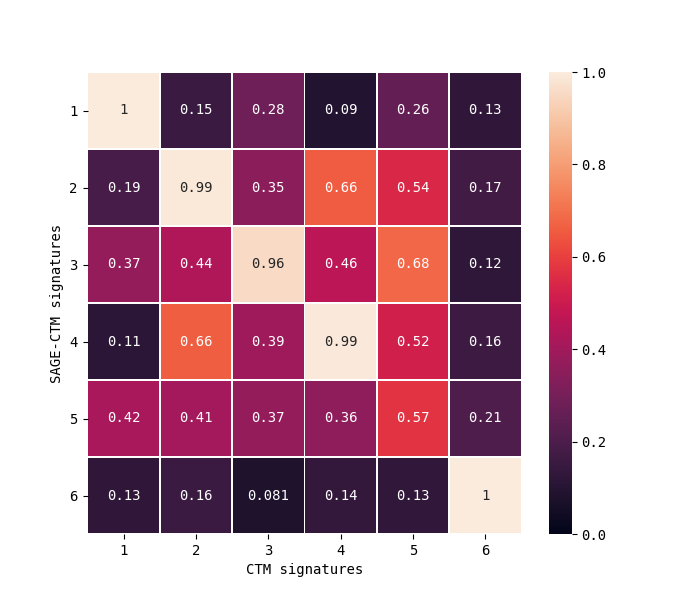 1 1 0.15 0.28 0.09 0.26 0.13
2 0.19 0.99 0.35 0.66 0.54 0.17
3 0.37 0.44 0.96 0.46 0.68 0.12
4 0.11 0.66 0.39 0.99 0.52 0.16
5 0.42 0.41 0.37 0.36 0.57 0.21
6 0.13 0.16 0.081 0.14 0.13 1
1 2 3 4 5 6
CTM signatures
SAGE-CTM signatures
1.0
0.8
0.6
0.4
0.2
0.0